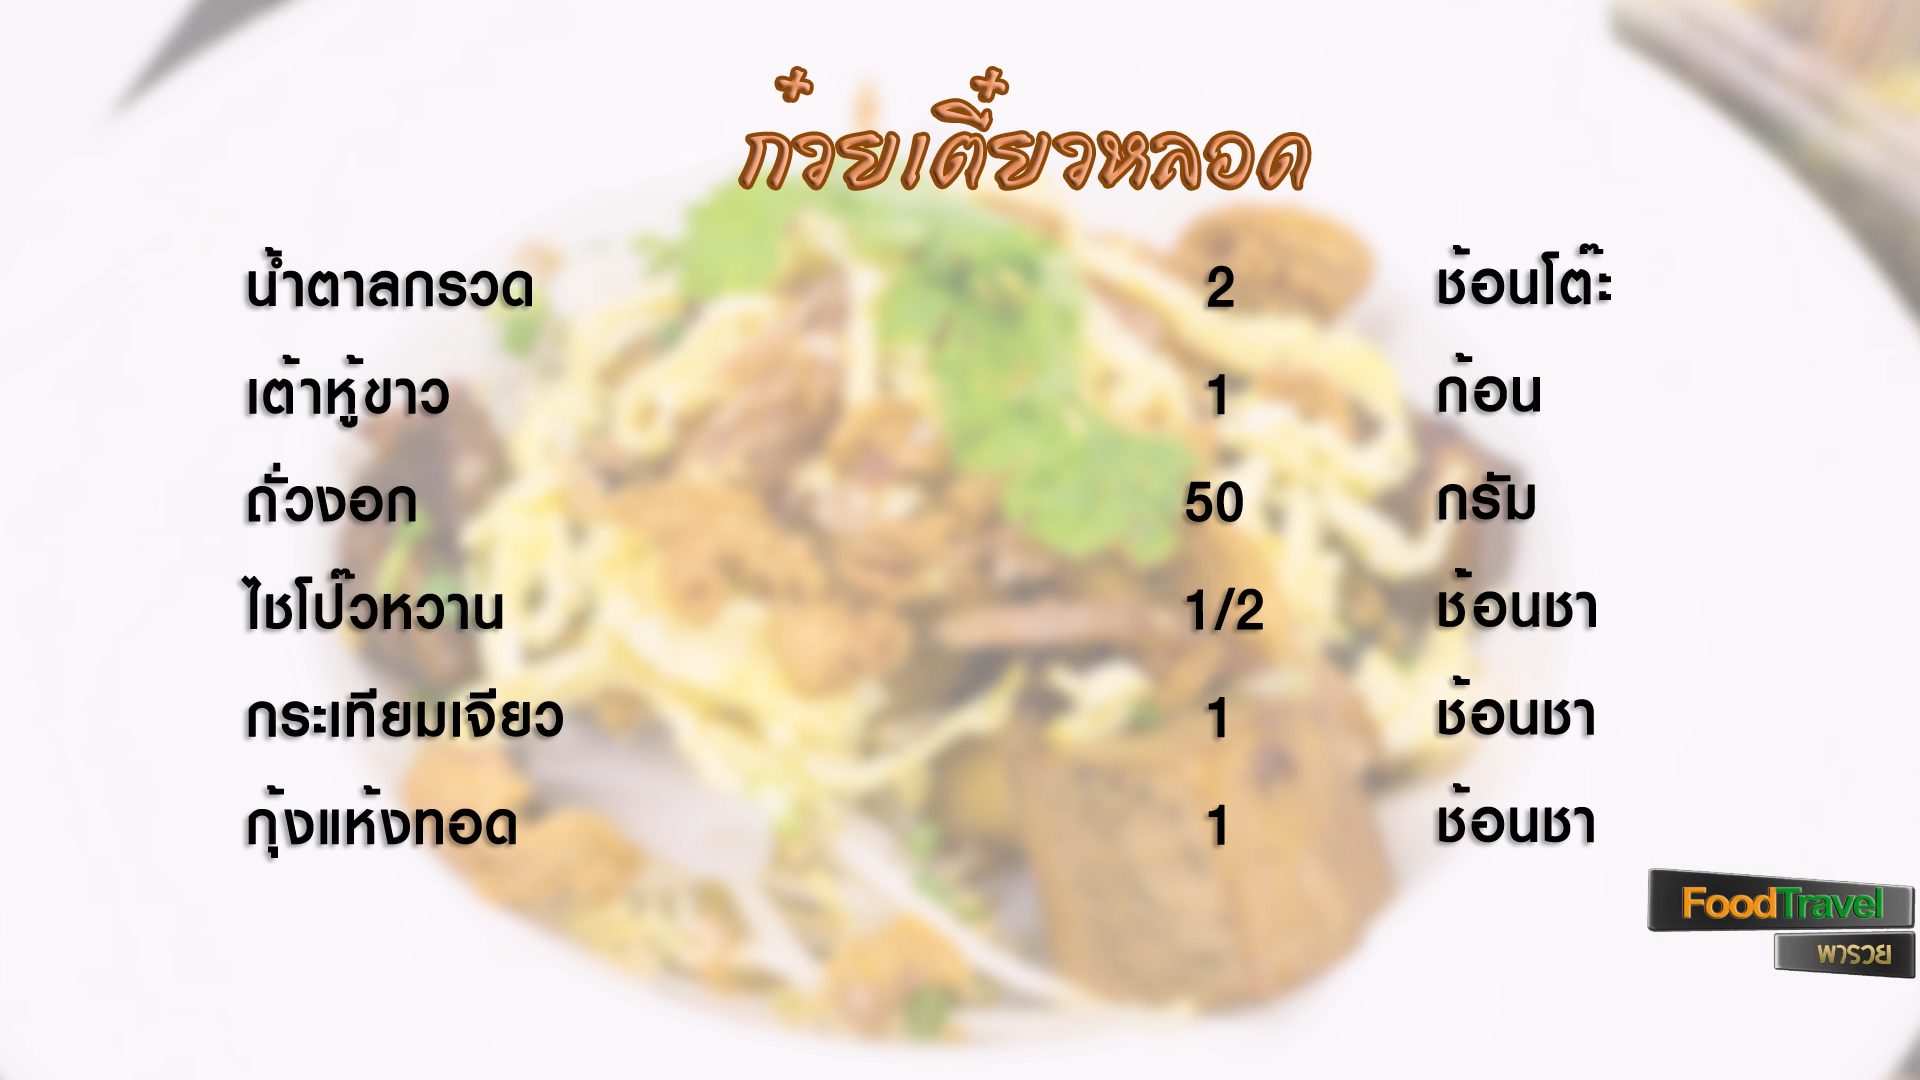 ก๋วยเตี๋ยวหลอด
น้ำตาลกรวด 2 ช้อนโต๊ะ
เต้าหู้ขาว 1 ก้อน
ถั่วงอก 50 กรัม
ไชโป๊วหวาน 1/2 ช้อนชา
กระเทียมเจียว 1 ช้อนชา
กุ้งแห้งทอด 1 ช้อนชา
FoodTravel
พารวย